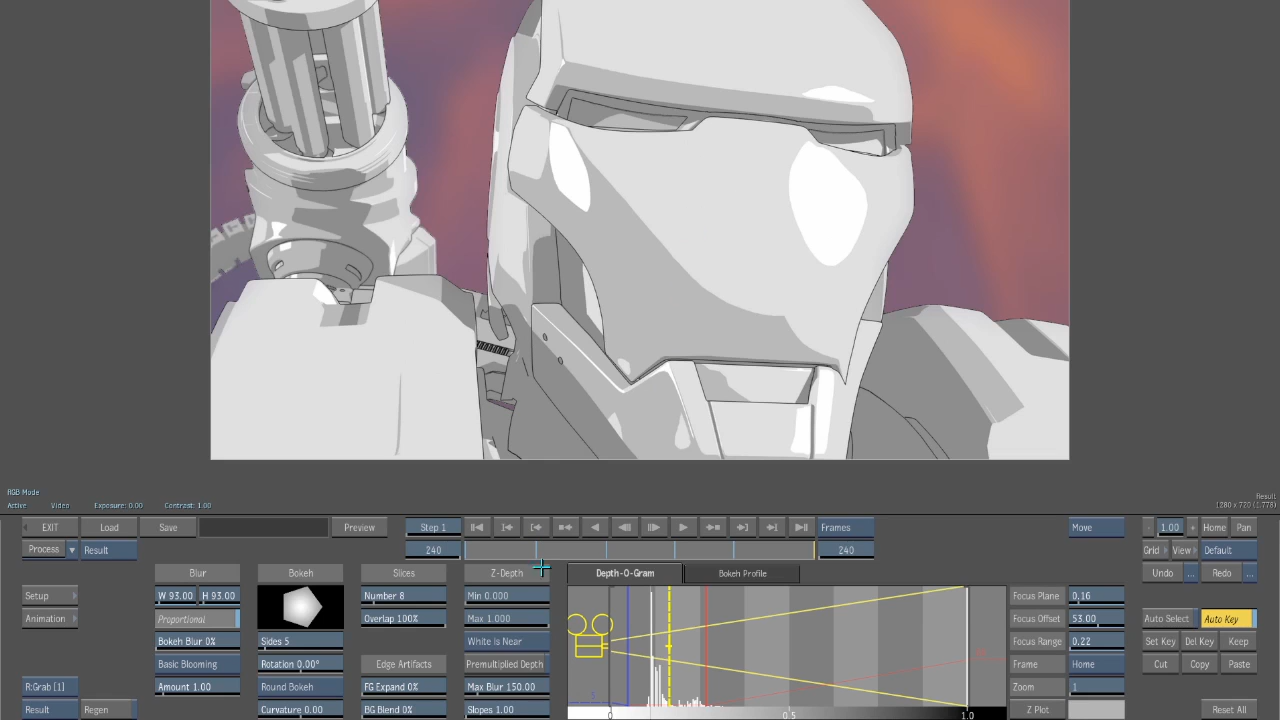 RGB Mode
Active Video Exposure: 0.00 Contrast: 1.00
Result
[1280 x 720 (1.778)
EXIT Load Save Preview Step 1 Frames Move - 1.00 + Home Pan
Process Result 240 240 Grid View Default
Blur Bokeh Slices Z-Depth Depth-O-Gram Bokeh Profile Undo ... Redo ...
Setup W 93.00 H 93.00 Number 8 Min 0.000 Focus Plane 0,16
Animation Proportional Overlap 100% Max 1.000 Focus Offset 53.00 Auto Select Auto Key
Bokeh Blur 0% Sides 5 White Is Near Focus Range 0.22 Set Key Del Key Keep
Basic Blooming Rotation 0.00° Edge Artifacts Premultiplied Depth Frame Home Cut Copy Paste
R:Grab [1] Amount 1.00 Round Bokeh FG Expand 0% Max Blur 150.00 Zoom 1
Result Regen Curvature 0.00 BG Blend 0% Slopes 1.00 0 0.5 1.0 Z Plot Reset All